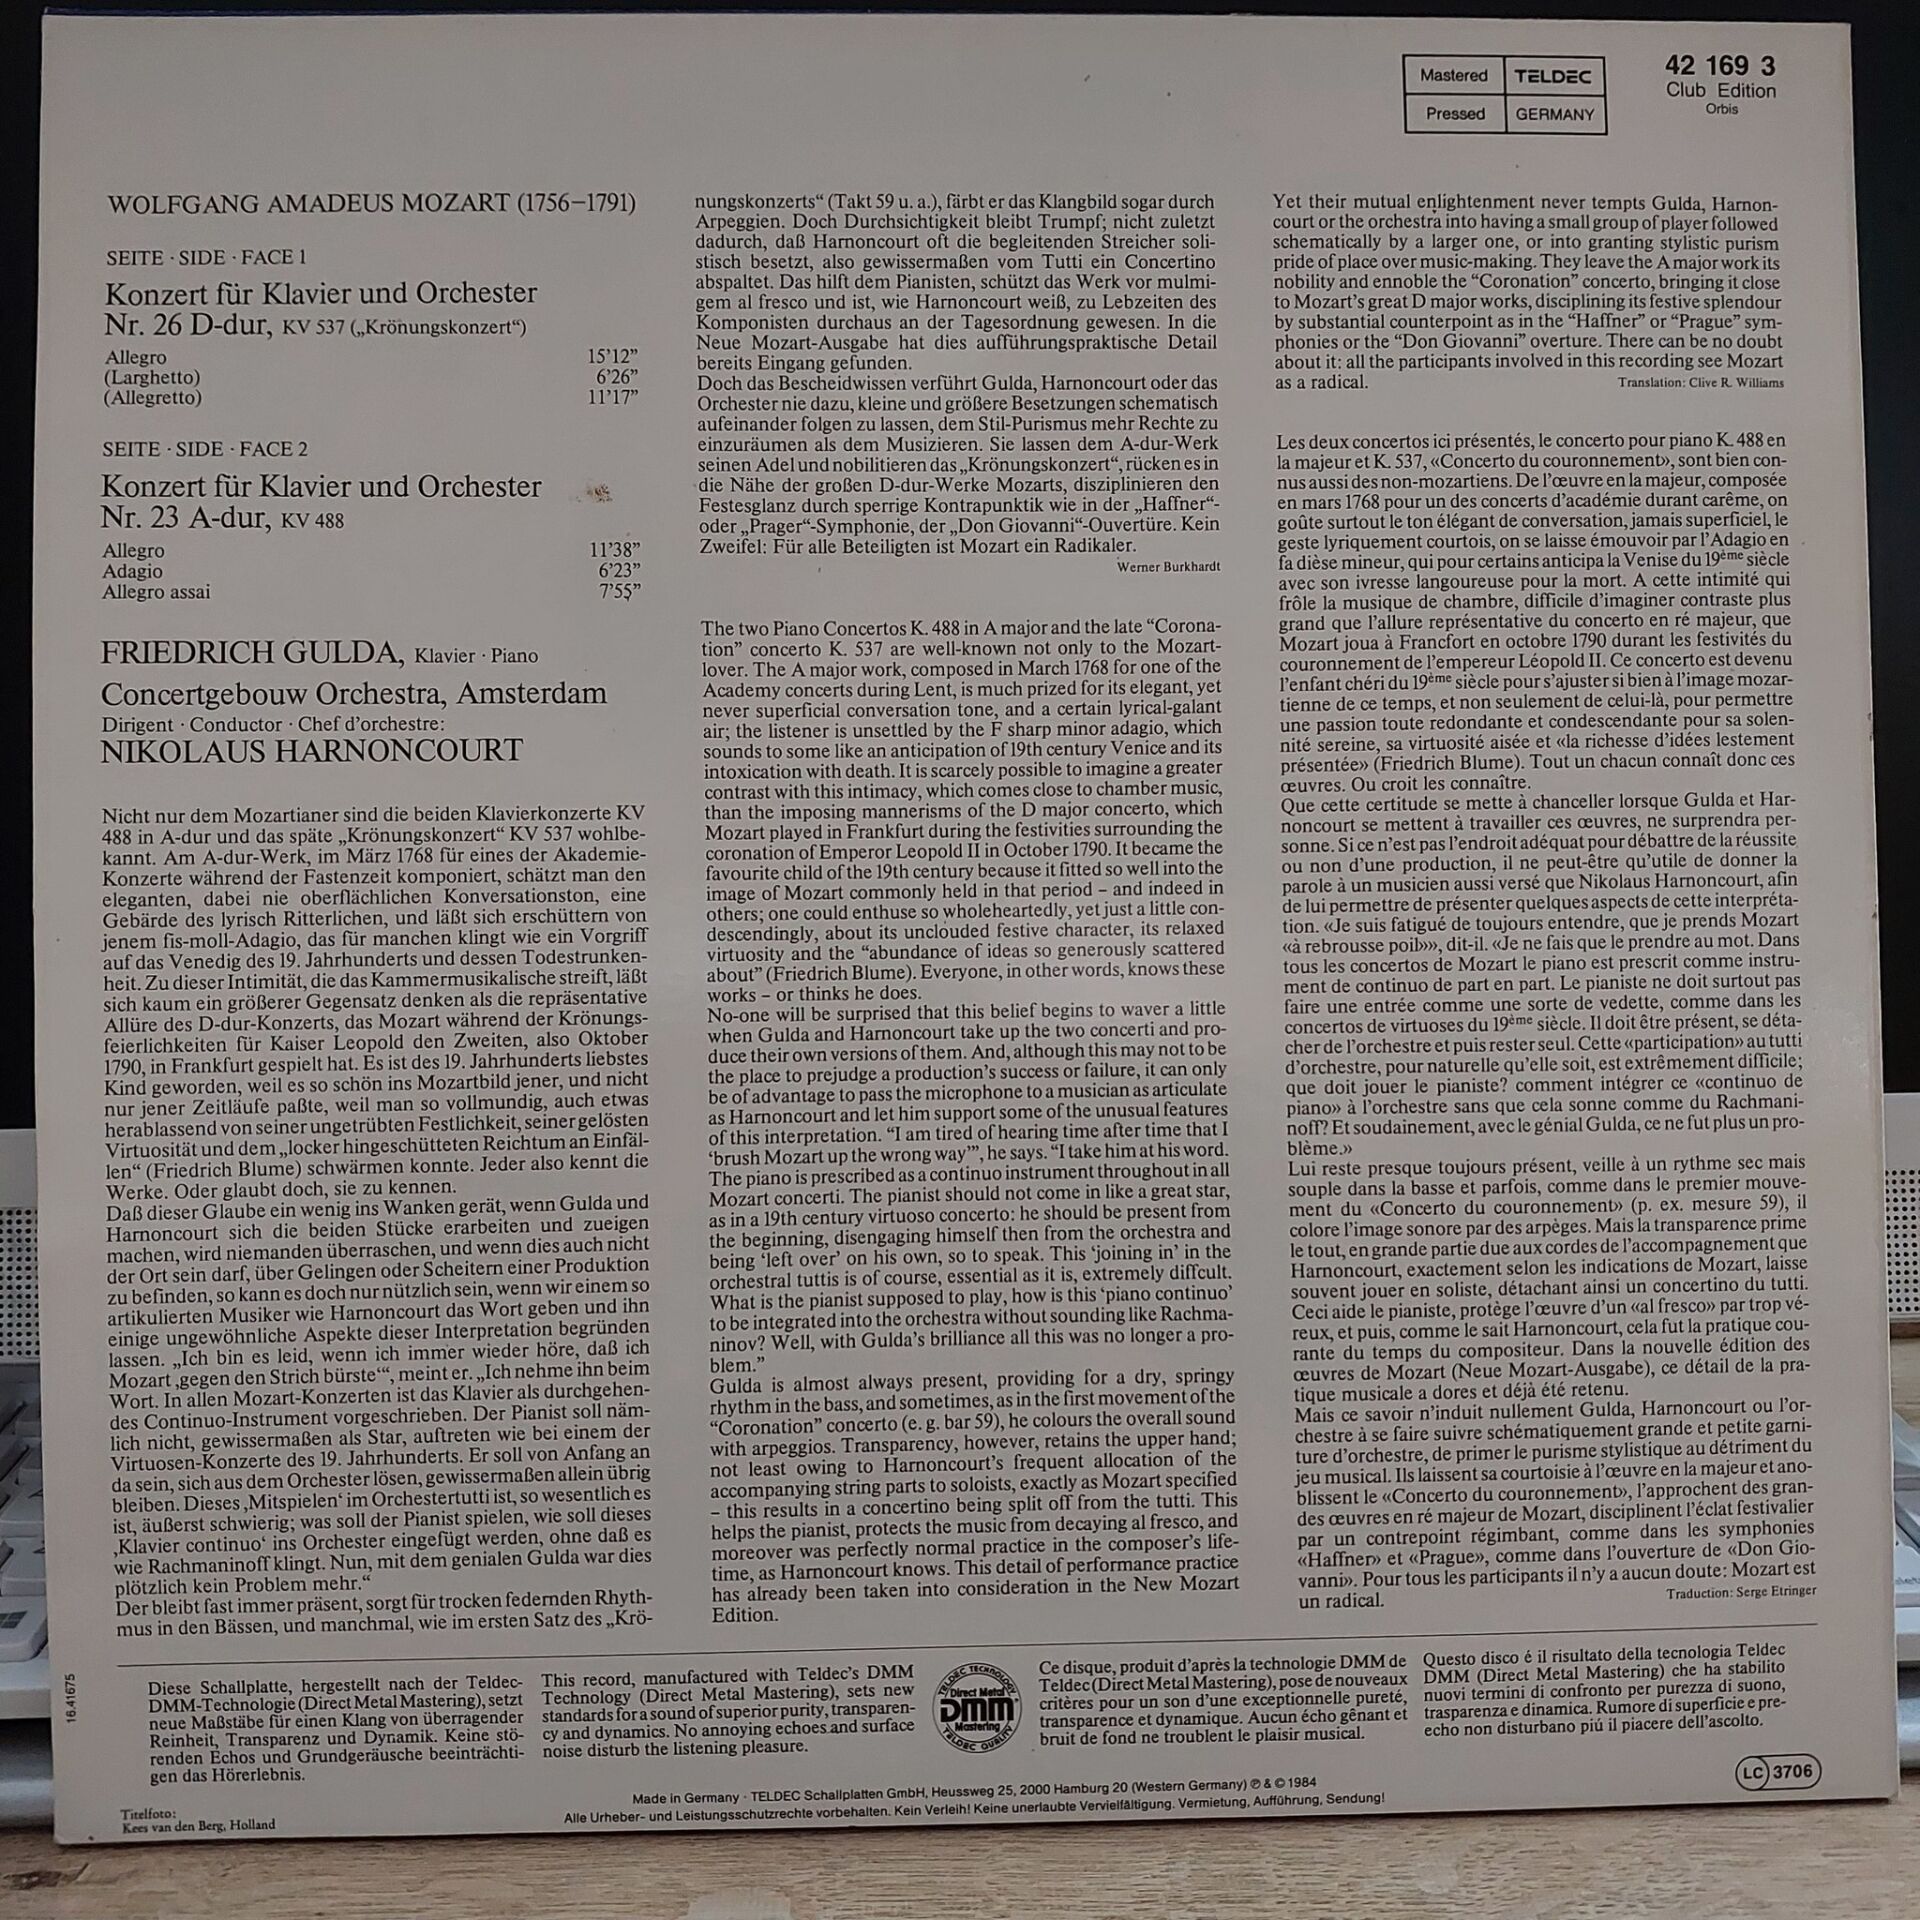 Mastered TELDEC
Pressed GERMANY
42 169 3
Club Edition
Orbis
WOLFGANG AMADEUS MOZART (1756–1791)
SEITE · SIDE · FACE 1
Konzert für Klavier und Orchester
Nr. 26 D-dur, KV 537 („Krönungskonzert“)
Allegro 15’12”
(Larghetto) 6’26”
(Allegretto) 11’17”
SEITE · SIDE · FACE 2
Konzert für Klavier und Orchester
Nr. 23 A-dur, KV 488
Allegro 11’38”
Adagio 6’23”
Allegro assai 7’55”
FRIEDRICH GULDA, Klavier · Piano
Concertgebouw Orchestra, Amsterdam
Dirigent · Conductor · Chef d’orchestre:
NIKOLAUS HARNONCOURT
Nicht nur dem Mozartianer sind die beiden Klavierkonzerte KV
488 in A-dur und das späte „Krönungskonzert“ KV 537 wohlbe-
kannt. Am A-dur-Werk, im März 1768 für eines der Akademie-
Konzerte während der Fastenzeit komponiert, schätzt man den
eleganten, dabei nie oberflächlichen Konversationston, eine
Gebärde des lyrisch Ritterlichen, und läßt sich erschüttern von
jenem fis-moll-Adagio, das für manchen klingt wie ein Vorgriff
auf das Venedig des 19. Jahrhunderts und dessen Todestrunken-
heit. Zu dieser Intimität, die das Kammermusikalische streift, läßt
sich kaum ein größerer Gegensatz denken als die repräsentative
Allüre des D-dur-Konzerts, das Mozart während der Krönungs-
feierlichkeiten für Kaiser Leopold den Zweiten, also Oktober
1790, in Frankfurt gespielt hat. Es ist des 19. Jahrhunderts liebstes
Kind geworden, weil es so schön ins Mozartbild jener, und nicht
nur jener Zeitläufe paßte, weil man so vollmundig, auch etwas
herablassend von seiner ungetrübten Festlichkeit, seiner gelösten
Virtuosität und dem „locker hingeschütteten Reichtum an Einfäl-
len“ (Friedrich Blume) schwärmen konnte. Jeder also kennt die
Werke. Oder glaubt doch, sie zu kennen.
Daß dieser Glaube ein wenig ins Wanken gerät, wenn Gulda und
Harnoncourt sich die beiden Stücke erarbeiten und zueigen
machen, wird niemanden überraschen, und wenn dies auch nicht
der Ort sein darf, über Gelingen oder Scheitern einer Produktion
zu befinden, so kann es doch nur nützlich sein, wenn wir einem so
artikulierten Musiker wie Harnoncourt das Wort geben und ihn
einige ungewöhnliche Aspekte dieser Interpretation begründen
lassen. „Ich bin es leid, wenn ich immer wieder höre, daß ich
Mozart ‚gegen den Strich bürste‘“, meint er. „Ich nehme ihn beim
Wort. In allen Mozart-Konzerten ist das Klavier als durchgehen-
des Continuo-Instrument vorgeschrieben. Der Pianist soll näm-
lich nicht, gewissermaßen als Star, auftreten wie bei einem der
Virtuosen-Konzerte des 19. Jahrhunderts. Er soll von Anfang an
da sein, sich aus dem Orchester lösen, gewissermaßen allein übrig
bleiben. Dieses ‚Mitspielen‘ im Orchestertutti ist, so wesentlich es
ist, äußerst schwierig; was soll der Pianist spielen, wie soll dieses
‚Klavier continuo‘ ins Orchester eingefügt werden, ohne daß es
wie Rachmaninoff klingt. Nun, mit dem genialen Gulda war dies
plötzlich kein Problem mehr.“
Der bleibt fast immer präsent, sorgt für trocken federnden Rhyth-
mus in den Bässen, und manchmal, wie im ersten Satz des „Krö-
nungskonzerts“ (Takt 59 u. a.), färbt er das Klangbild sogar durch
Arpeggien. Doch Durchsichtigkeit bleibt Trumpf; nicht zuletzt
dadurch, daß Harnoncourt oft die begleitenden Streicher soli-
stisch besetzt, also gewissermaßen vom Tutti ein Concertino
abspaltet. Das hilft dem Pianisten, schützt das Werk vor mulmi-
gem al fresco und ist, wie Harnoncourt weiß, zu Lebzeiten des
Komponisten durchaus an der Tagesordnung gewesen. In die
Neue Mozart-Ausgabe hat dies aufführungspraktische Detail
bereits Eingang gefunden.
Doch das Bescheidwissen verführt Gulda, Harnoncourt oder das
Orchester nie dazu, kleine und größere Besetzungen schematisch
aufeinander folgen zu lassen, dem Stil-Purismus mehr Rechte zu
einzuräumen als dem Musizieren. Sie lassen dem A-dur-Werk
seinen Adel und nobilitieren das „Krönungskonzert“, rücken es in
die Nähe der großen D-dur-Werke Mozarts, disziplinieren den
Festesglanz durch sperrige Kontrapunktik wie in der „Haffner“-
oder „Prager“-Symphonie, der „Don Giovanni“-Ouvertüre. Kein
Zweifel: Für alle Beteiligten ist Mozart ein Radikaler.
Werner Burkhardt
The two Piano Concertos K. 488 in A major and the late “Corona-
tion” concerto K. 537 are well-known not only to the Mozart-
lover. The A major work, composed in March 1768 for one of the
Academy concerts during Lent, is much prized for its elegant, yet
never superficial conversation tone, and a certain lyrical-galant
air; the listener is unsettled by the F sharp minor adagio, which
sounds to some like an anticipation of 19th century Venice and its
intoxication with death. It is scarcely possible to imagine a greater
contrast with this intimacy, which comes close to chamber music,
than the imposing mannerisms of the D major concerto, which
Mozart played in Frankfurt during the festivities surrounding the
coronation of Emperor Leopold II in October 1790. It became the
favourite child of the 19th century because it fitted so well into the
image of Mozart commonly held in that period – and indeed in
others; one could enthuse so wholeheartedly, yet just a little con-
descendingly, about its unclouded festive character, its relaxed
virtuosity and the “abundance of ideas so generously scattered
about” (Friedrich Blume). Everyone, in other words, knows these
works – or thinks he does.
No-one will be surprised that this belief begins to waver a little
when Gulda and Harnoncourt take up the two concerti and pro-
duce their own versions of them. And, although this may not to be
the place to prejudge a production’s success or failure, it can only
be of advantage to pass the microphone to a musician as articulate
as Harnoncourt and let him support some of the unusual features
of this interpretation. “I am tired of hearing time after time that I
‘brush Mozart up the wrong way’”, he says. “I take him at his word.
The piano is prescribed as a continuo instrument throughout in all
Mozart concerti. The pianist should not come in like a great star,
as in a 19th century virtuoso concerto: he should be present from
the beginning, disengaging himself then from the orchestra and
being ‘left over’ on his own, so to speak. This ‘joining in’ in the
orchestral tuttis is of course, essential as it is, extremely diffcult.
What is the pianist supposed to play, how is this ‘piano continuo’
to be integrated into the orchestra without sounding like Rachma-
ninov? Well, with Gulda’s brilliance all this was no longer a pro-
blem.”
Gulda is almost always present, providing for a dry, springy
rhythm in the bass, and sometimes, as in the first movement of the
“Coronation” concerto (e. g. bar 59), he colours the overall sound
with arpeggios. Transparency, however, retains the upper hand;
not least owing to Harnoncourt’s frequent allocation of the
accompanying string parts to soloists, exactly as Mozart specified
– this results in a concertino being split off from the tutti. This
helps the pianist, protects the music from decaying al fresco, and
moreover was perfectly normal practice in the composer’s life-
time, as Harnoncourt knows. This detail of performance practice
has already been taken into consideration in the New Mozart
Edition.
Yet their mutual enlightenment never tempts Gulda, Harnon-
court or the orchestra into having a small group of player followed
schematically by a larger one, or into granting stylistic purism
pride of place over music-making. They leave the A major work its
nobility and ennoble the “Coronation” concerto, bringing it close
to Mozart’s great D major works, disciplining its festive splendour
by substantial counterpoint as in the “Haffner” or “Prague” sym-
phonies or the “Don Giovanni” overture. There can be no doubt
about it: all the participants involved in this recording see Mozart
as a radical.
Translation: Clive R. Williams
Les deux concertos ici présentés, le concerto pour piano K. 488 en
la majeur et K. 537, «Concerto du couronnement», sont bien con-
nus aussi des non-mozartiens. De l’œuvre en la majeur, composée
en mars 1768 pour un des concerts d’académie durant carême, on
goûte surtout le ton élégant de conversation, jamais superficiel, le
geste lyriquement courtois, on se laisse émouvoir par l’Adagio en
fa dièse mineur, qui pour certains anticipa la Venise du 19ème siècle
avec son ivresse langoureuse pour la mort. A cette intimité qui
frôle la musique de chambre, difficile d’imaginer contraste plus
grand que l’allure représentative du concerto en ré majeur, que
Mozart joua à Francfort en octobre 1790 durant les festivités du
couronnement de l’empereur Léopold II. Ce concerto est devenu
l’enfant chéri du 19ème siècle pour s’ajuster si bien à l’image mozar-
tienne de ce temps, et non seulement de celui-là, pour permettre
une passion toute redondante et condescendante pour sa solen-
nité sereine, sa virtuosité aisée et «la richesse d’idées lestement
présentée» (Friedrich Blume). Tout un chacun connaît donc ces
œuvres. Ou croit les connaître.
Que cette certitude se mette à chanceller lorsque Gulda et Har-
noncourt se mettent à travailler ces œuvres, ne surprendra per-
sonne. Si ce n’est pas l’endroit adéquat pour débattre de la réussite
ou non d’une production, il ne peut-être qu’utile de donner la
parole à un musicien aussi versé que Nikolaus Harnoncourt, afin
de lui permettre de présenter quelques aspects de cette interpréta-
tion. «Je suis fatigué de toujours entendre, que je prends Mozart
«à rebrousse poil»», dit-il. «Je ne fais que le prendre au mot. Dans
tous les concertos de Mozart le piano est prescrit comme instru-
ment de continuo de part en part. Le pianiste ne doit surtout pas
faire une entrée comme une sorte de vedette, comme dans les
concertos de virtuoses du 19ème siècle. Il doit être présent, se déta-
cher de l’orchestre et puis rester seul. Cette «participation» au tutti
d’orchestre, pour naturelle qu’elle soit, est extrêmement difficile;
que doit jouer le pianiste? comment intégrer ce «continuo de
piano» à l’orchestre sans que cela sonne comme du Rachmani-
noff? Et soudainement, avec le génial Gulda, ce ne fut plus un pro-
blème.»
Lui reste presque toujours présent, veille à un rythme sec mais
souple dans la basse et parfois, comme dans le premier mouve-
ment du «Concerto du couronnement» (p. ex. mesure 59), il
colore l’image sonore par des arpèges. Mais la transparence prime
le tout, en grande partie due aux cordes de l’accompagnement que
Harnoncourt, exactement selon les indications de Mozart, laisse
souvent jouer en soliste, détachant ainsi un concertino du tutti.
Ceci aide le pianiste, protège l’œuvre d’un «al fresco» par trop vé-
reux, et puis, comme le sait Harnoncourt, cela fut la pratique cou-
rante du temps du compositeur. Dans la nouvelle édition des
œuvres de Mozart (Neue Mozart-Ausgabe), ce détail de la pra-
tique musicale a dores et déjà été retenu.
Mais ce savoir n’induit nullement Gulda, Harnoncourt ou l’or-
chestre à se faire suivre schématiquement grande et petite garni-
ture d’orchestre, de primer le purisme stylistique au détriment du
jeu musical. Ils laissent sa courtoisie à l’œuvre en la majeur et ano-
blissent le «Concerto du couronnement», l’approchent des gran-
des œuvres en ré majeur de Mozart, disciplinent l’éclat festivalier
par un contrepoint régimbant, comme dans les symphonies
«Haffner» et «Prague», comme dans l’ouverture de «Don Gio-
vanni». Pour tous les participants il n’y a aucun doute: Mozart est
un radical.
Traduction: Serge Etringer
16.41675
Diese Schallplatte, hergestellt nach der Teldec-
DMM-Technologie (Direct Metal Mastering), setzt
neue Maßstäbe für einen Klang von überragender
Reinheit, Transparenz und Dynamik. Keine stö-
renden Echos und Grundgeräusche beeinträchti-
gen das Hörerlebnis.
This record, manufactured with Teldec’s DMM
Technology (Direct Metal Mastering), sets new
standards for a sound of superior purity, transparen-
cy and dynamics. No annoying echoes and surface
noise disturb the listening pleasure.
TELDEC TECHNOLOGY
Direct Metal
DMM
Mastering
TELDEC QUALITY
Ce disque, produit d’après la technologie DMM de
Teldec (Direct Metal Mastering), pose de nouveaux
critères pour un son d’une exceptionnelle pureté,
transparence et dynamique. Aucun écho gênant et
bruit de fond ne troublent le plaisir musical.
Questo disco é il risultato della tecnologia Teldec
DMM (Direct Metal Mastering) che ha stabilito
nuovi termini di confronto per purezza di suono,
trasparenza e dinamica. Rumore di superficie e pre-
echo non disturbano piú il piacere dell’ascolto.
LC 3706
Made in Germany · TELDEC Schallplatten GmbH, Heussweg 25, 2000 Hamburg 20 (Western Germany) ℗ & © 1984
Alle Urheber- und Leistungsschutzrechte vorbehalten. Kein Verleih! Keine unerlaubte Vervielfältigung. Vermietung, Aufführung, Sendung!
Titelfoto:
Kees van den Berg, Holland